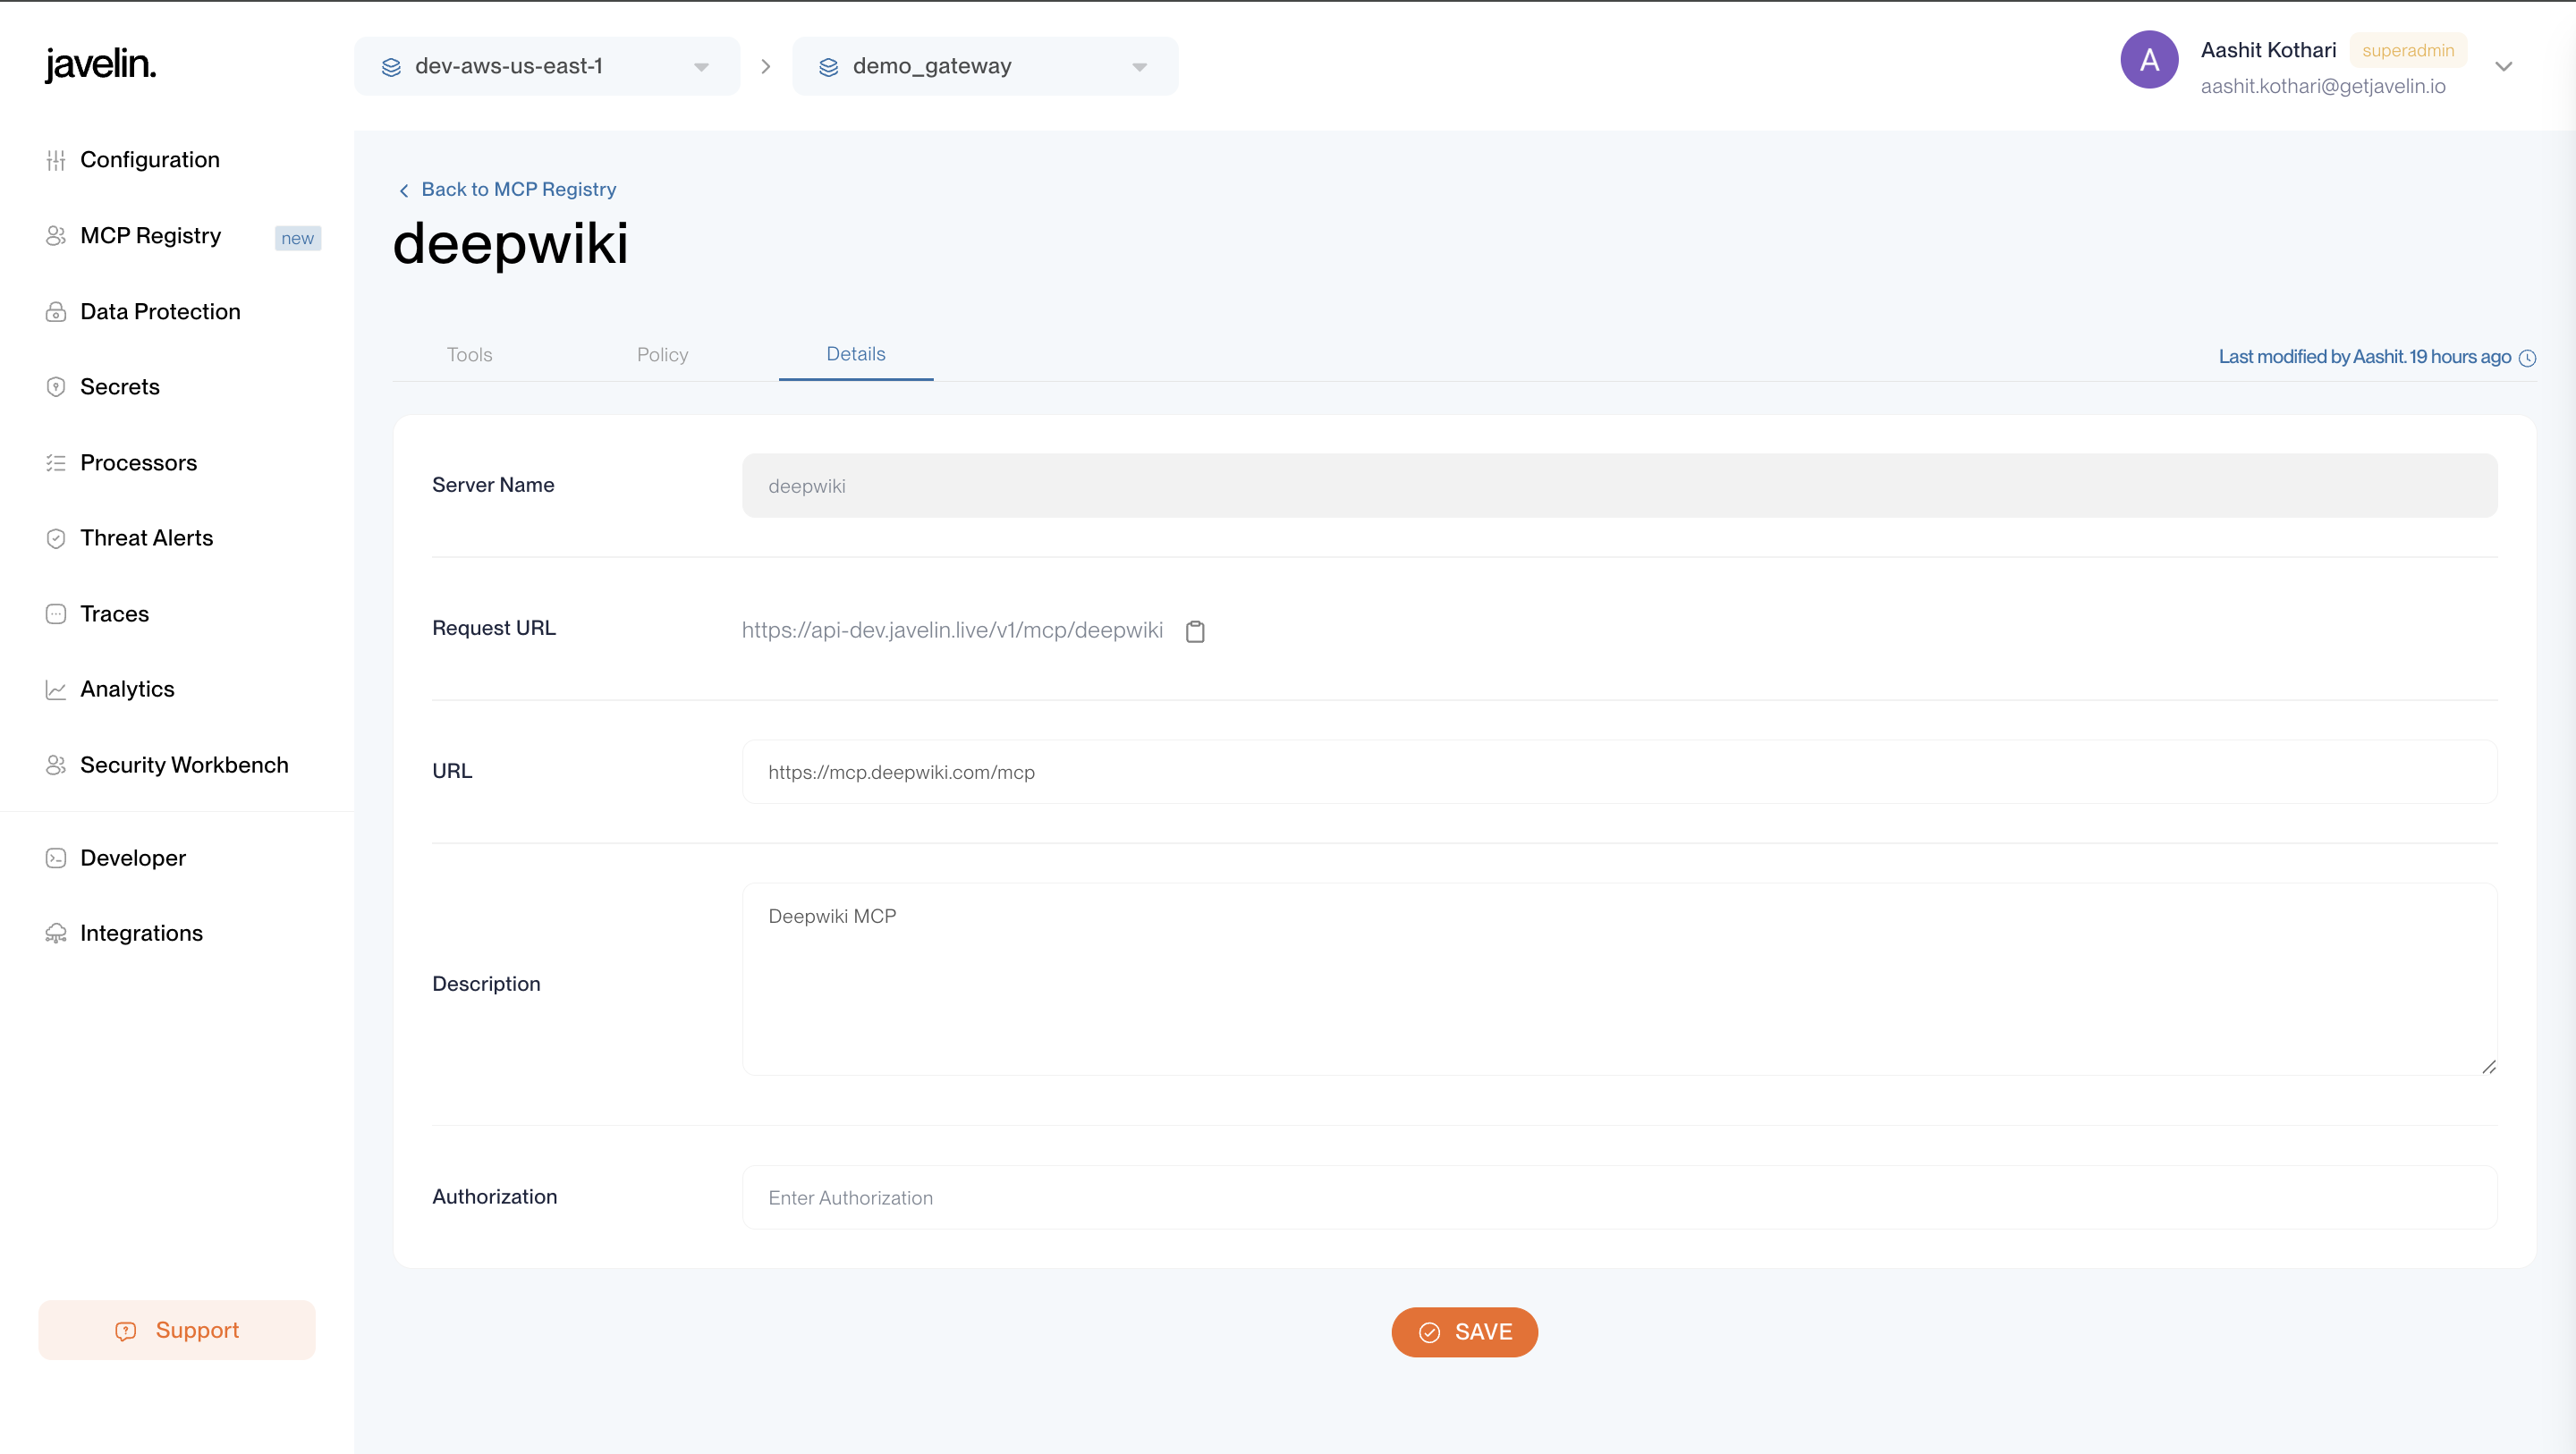 javelin.
dev-aws-us-east-1
demo_gateway
A
Aashit Kothari
superadmin
aashit.kothari@getjavelin.io
Configuration
MCP Registry
new
Data Protection
Secrets
Processors
Threat Alerts
Traces
Analytics
Security Workbench
Developer
Integrations
Support
Back to MCP Registry
deepwiki
Tools
Policy
Details
Last modified by Aashit. 19 hours ago
Server Name
deepwiki
Request URL
https://api-dev.javelin.live/v1/mcp/deepwiki
URL
https://mcp.deepwiki.com/mcp
Description
Deepwiki MCP
Authorization
Enter Authorization
SAVE